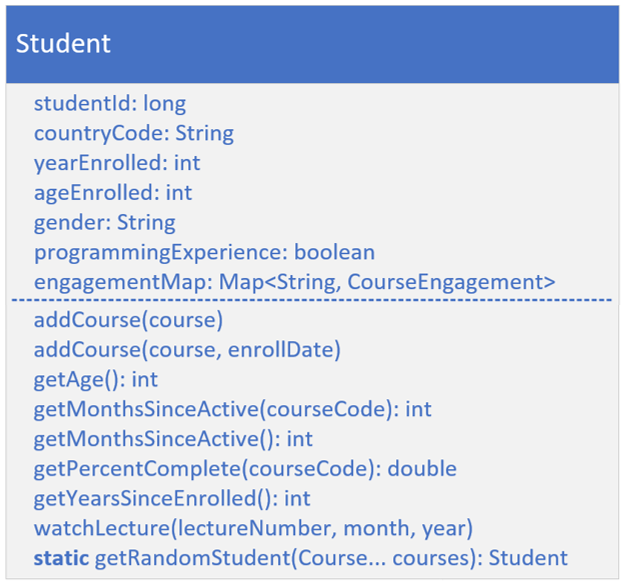 Student
studentId: long
countryCode: String
yearEnrolled: int
ageEnrolled: int
gender: String
programmingExperience: boolean
engagementMap: Map<String, CourseEngagement>
addCourse(course)
addCourse(course, enrollDate)
getAge(): int
getMonthsSinceActive(courseCode): int
getMonthsSinceActive(): int
getPercentComplete(courseCode): double
getYearsSinceEnrolled(): int
watchLecture(lectureNumber, month, year)
static getRandomStudent(Course... courses): Student